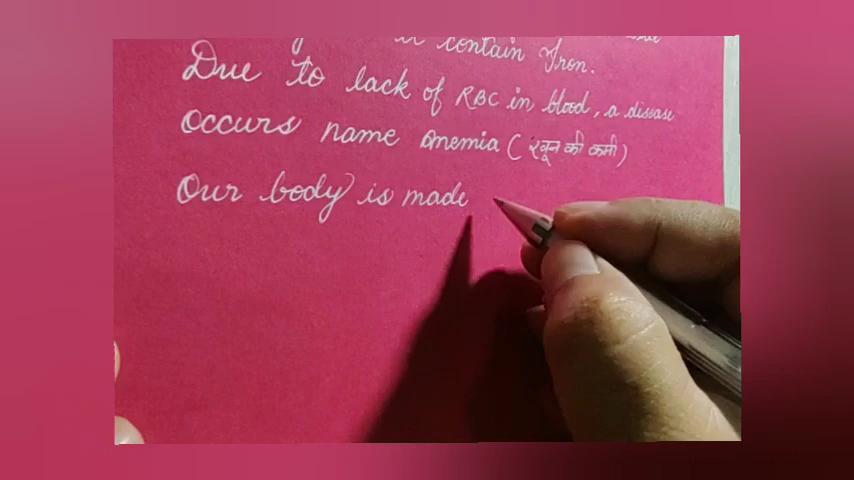 contain Iron.
Due to lack of RBC in blood, a disease
occurs name anemia (खून की कमी)
Our body is made